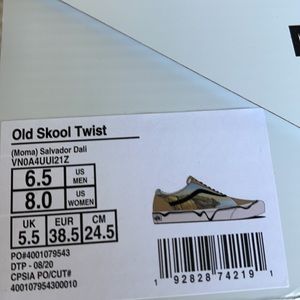 Old Skool Twist
(Moma) Salvador Dali
VN0A4UUI21Z
6.5 US MEN
8.0 US WOMEN
UK EUR CM
5.5 38.5 24.5
PO#4001079543
DTP - 08/20
CPSIA PO/CUT#
400107954300010
1 92828 74219 1